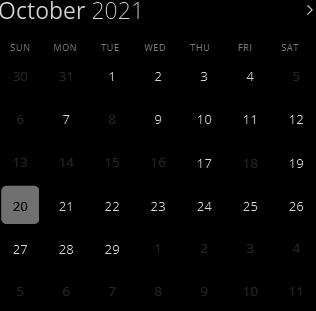 October 2021
SUN MON TUE WED THU FRI SAT
30 31 1 2 3 4 5
6 7 8 9 10 11 12
13 14 15 16 17 18 19
20 21 22 23 24 25 26
27 28 29 1 2 3 4
5 6 7 8 9 10 11